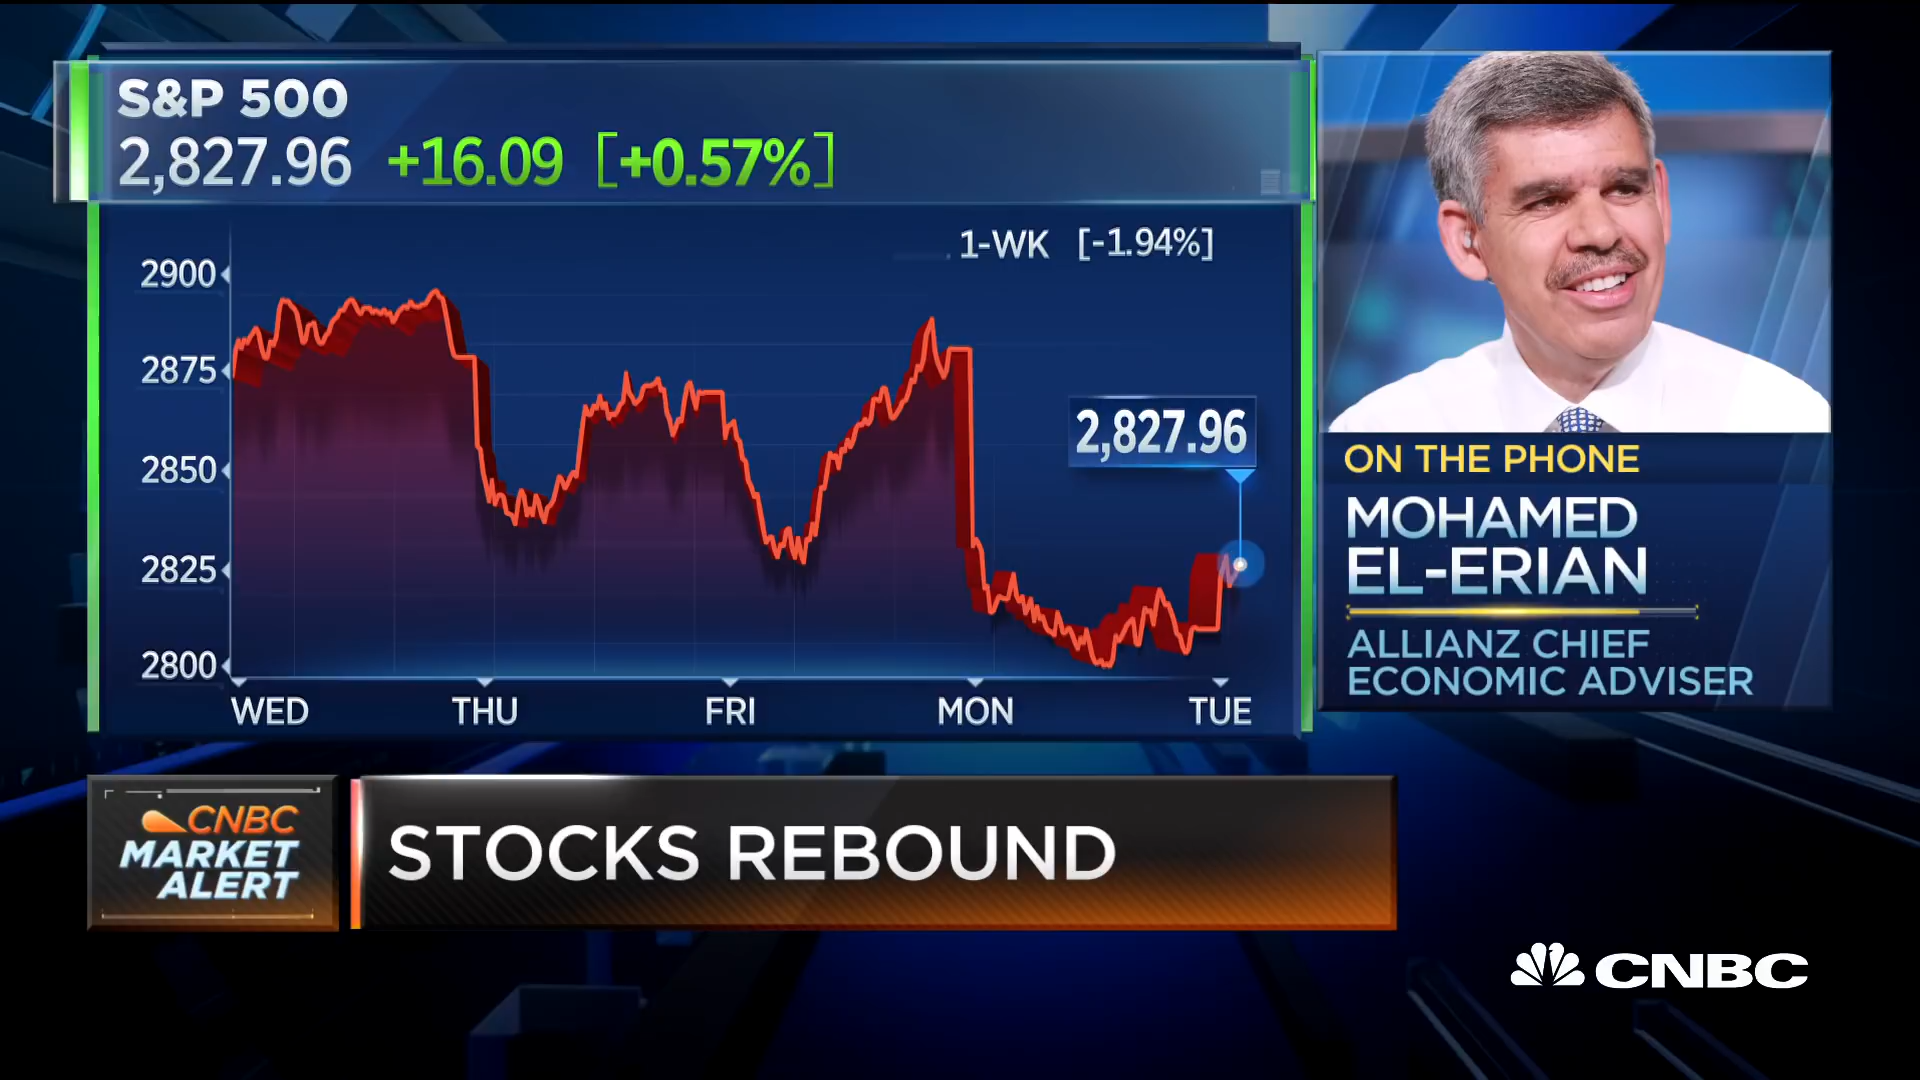 S&P 500
2,827.96 +16.09 [+0.57%]
1-WK [-1.94%]
2900
2875
2850
2825
2800
2,827.96
WED THU FRI MON TUE
ON THE PHONE
MOHAMED
EL-ERIAN
ALLIANZ CHIEF
ECONOMIC ADVISER
CNBC
MARKET
ALERT
STOCKS REBOUND
CNBC